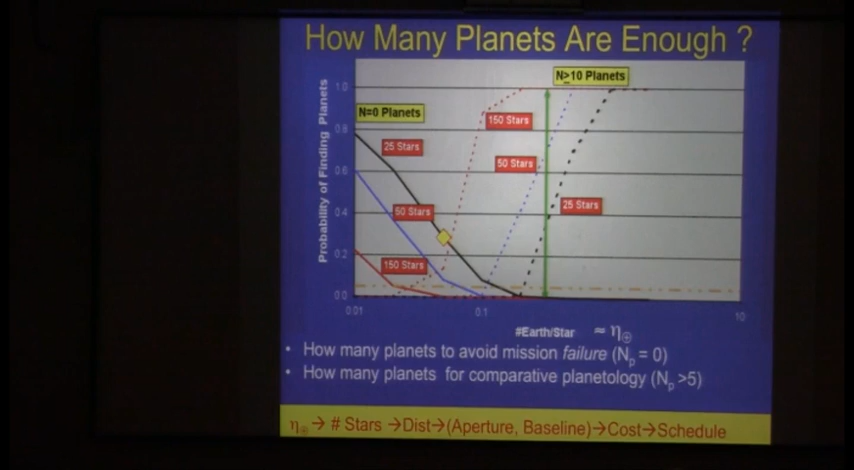 How Many Planets Are Enough ?
N≥10 Planets
Probability of Finding Planets
1.0
N=0 Planets
150 Stars
0.8
25 Stars
0.6
50 Stars
0.4
50 Stars
25 Stars
0.2
150 Stars
0.0
0.01
0.1
10
#Earth/Star ≈ η⊕
• How many planets to avoid mission failure (Np = 0)
• How many planets for comparative planetology (Np >5)
η⊕ → # Stars →Dist→(Aperture, Baseline)→Cost→Schedule